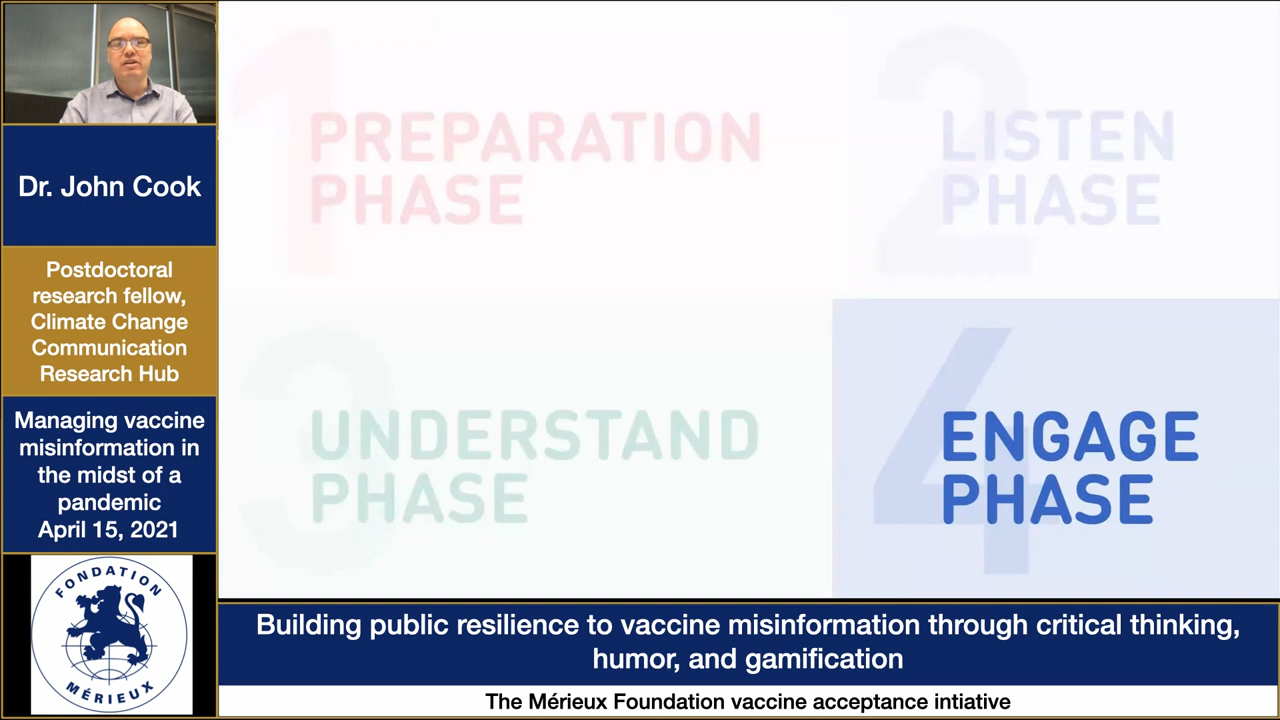 Dr. John Cook
Postdoctoral
research fellow,
Climate Change
Communication
Research Hub
Managing vaccine
misinformation in
the midst of a
pandemic
April 15, 2021
FONDATION
MÉRIEUX
1
PREPARATION
PHASE
2
LISTEN
PHASE
3
UNDERSTAND
PHASE
4
ENGAGE
PHASE
Building public resilience to vaccine misinformation through critical thinking,
humor, and gamification
The Mérieux Foundation vaccine acceptance intiative